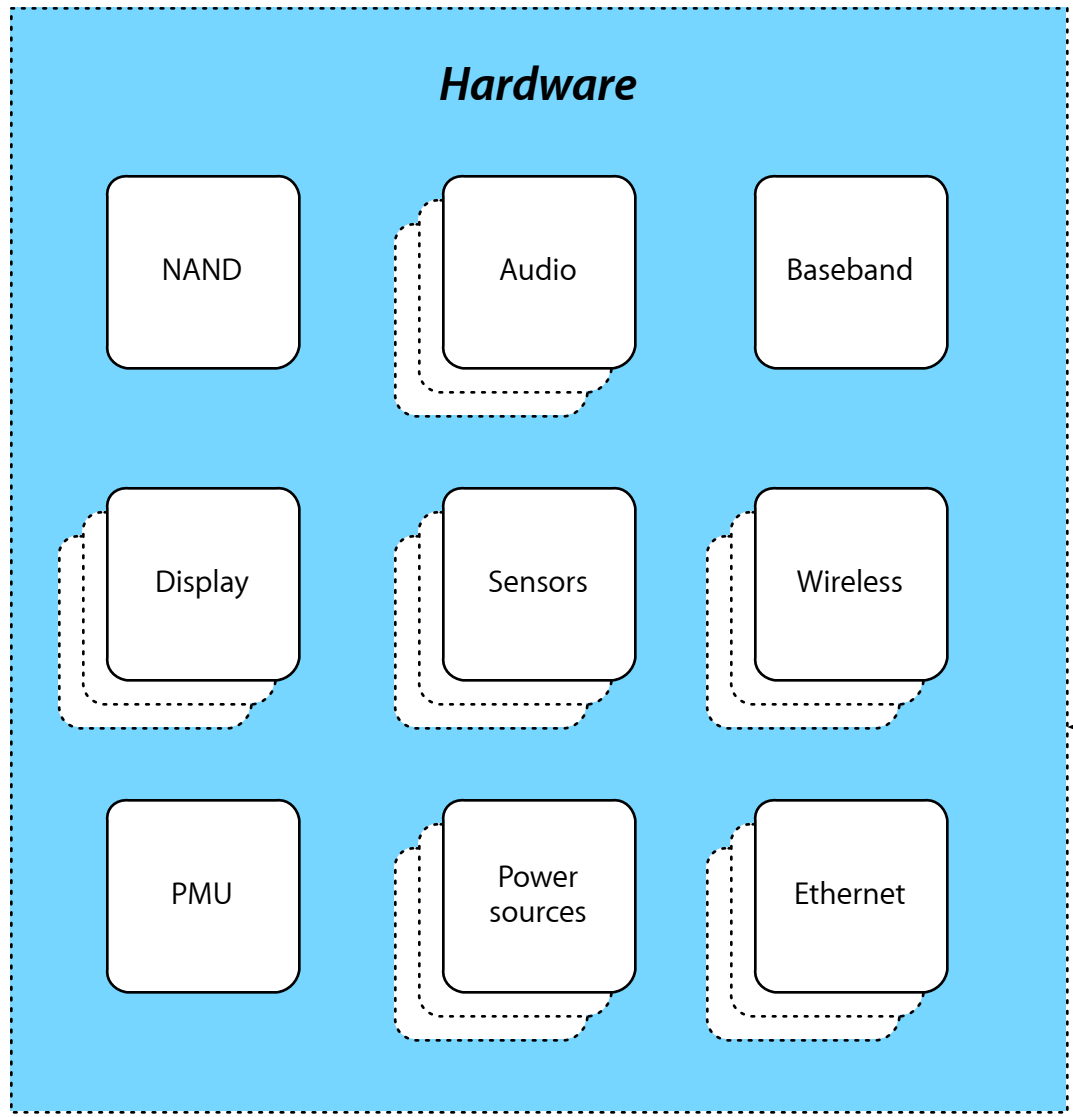 Hardware
NAND
Audio
Baseband
Display
Sensors
Wireless
PMU
Power
sources
Ethernet